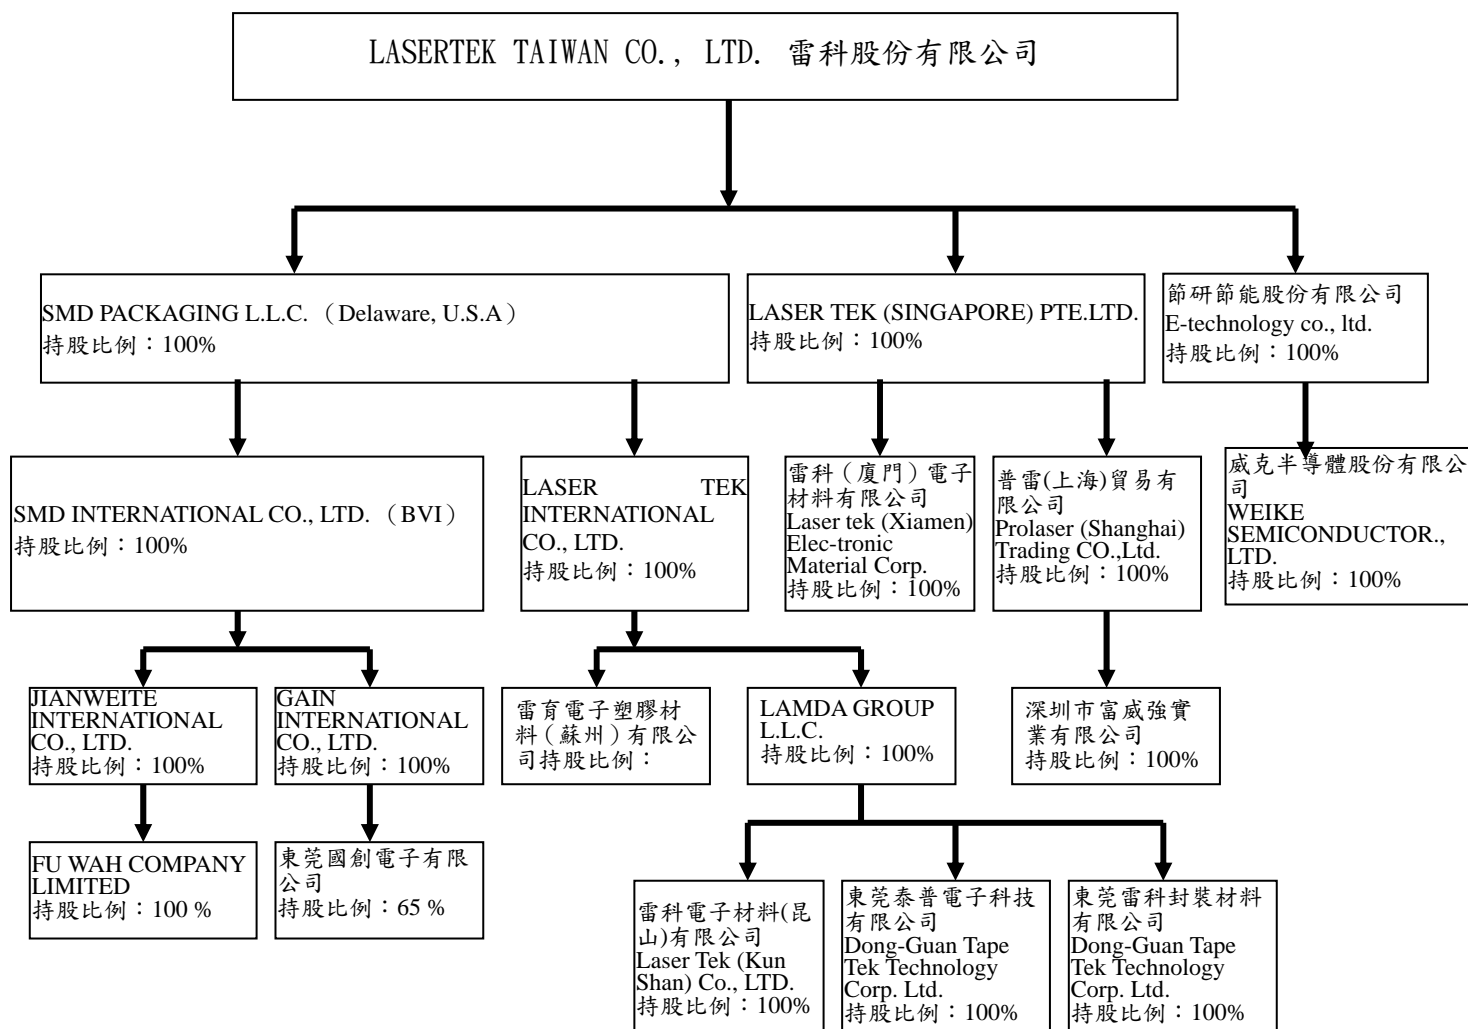 LASERTEK TAIWAN CO., LTD. 雷科股份有限公司
SMD PACKAGING L.L.C. （Delaware, U.S.A）
持股比例：100%
LASER TEK (SINGAPORE) PTE.LTD.
持股比例：100%
節研節能股份有限公司
E-technology co., ltd.
持股比例：100%
SMD INTERNATIONAL CO., LTD.（BVI）
持股比例：100%
LASER TEK
INTERNATIONAL
CO., LTD.
持股比例：100%
雷科（廈門）電子
材料有限公司
Laser tek (Xiamen)
Elec-tronic
Material Corp.
持股比例：100%
普雷(上海)貿易有
限公司
Prolaser (Shanghai)
Trading CO.,Ltd.
持股比例：100%
威克半導體股份有限公
司
WEIKE
SEMICONDUCTOR.,
LTD.
持股比例：100%
JIANWEITE
INTERNATIONAL
CO., LTD.
持股比例：100%
GAIN
INTERNATIONAL
CO., LTD.
持股比例：100%
雷育電子塑膠材
料（蘇州）有限公
司持股比例：
LAMDA GROUP
L.L.C.
持股比例：100%
深圳市富威強實
業有限公司
持股比例：100%
FU WAH COMPANY
LIMITED
持股比例：100 %
東莞國創電子有限
公司
持股比例：65 %
雷科電子材料(昆
山)有限公司
Laser Tek (Kun
Shan) Co., LTD.
持股比例：100%
東莞泰普電子科技
有限公司
Dong-Guan Tape
Tek Technology
Corp. Ltd.
持股比例：100%
東莞雷科封裝材料
有限公司
Dong-Guan Tape
Tek Technology
Corp. Ltd.
持股比例：100%